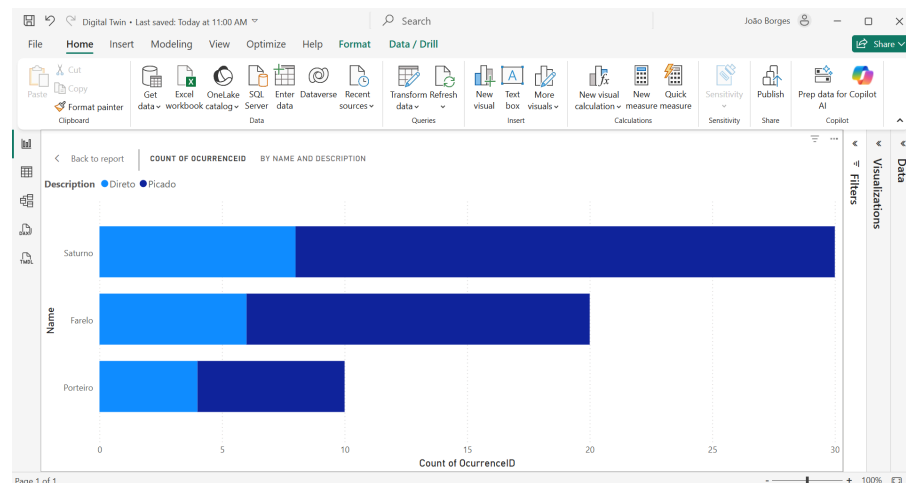 Digital Twin • Last saved: Today at 11:00 AM
Search
João Borges
File Home Insert Modeling View Optimize Help Format Data / Drill
Share
Paste
Cut
Copy
Format painter
Clipboard
Get data
Excel workbook
OneLake catalog
SQL Server
Enter data
Dataverse
Recent sources
Data
Transform data
Refresh
Queries
New visual
Text box
More visuals
Insert
New visual calculation
New measure
Quick measure
Calculations
Sensitivity
Sensitivity
Publish
Share
Prep data for AI
Copilot
Copilot
Back to report
COUNT OF OCURRENCEID BY NAME AND DESCRIPTION
Description Direto Picado
Name
Saturno
Farelo
Porteiro
0 5 10 15 20 25 30
Count of OcurrenceID
Filters
Visualizations
Data
DAX
TMDL
Page 1 of 1
100%